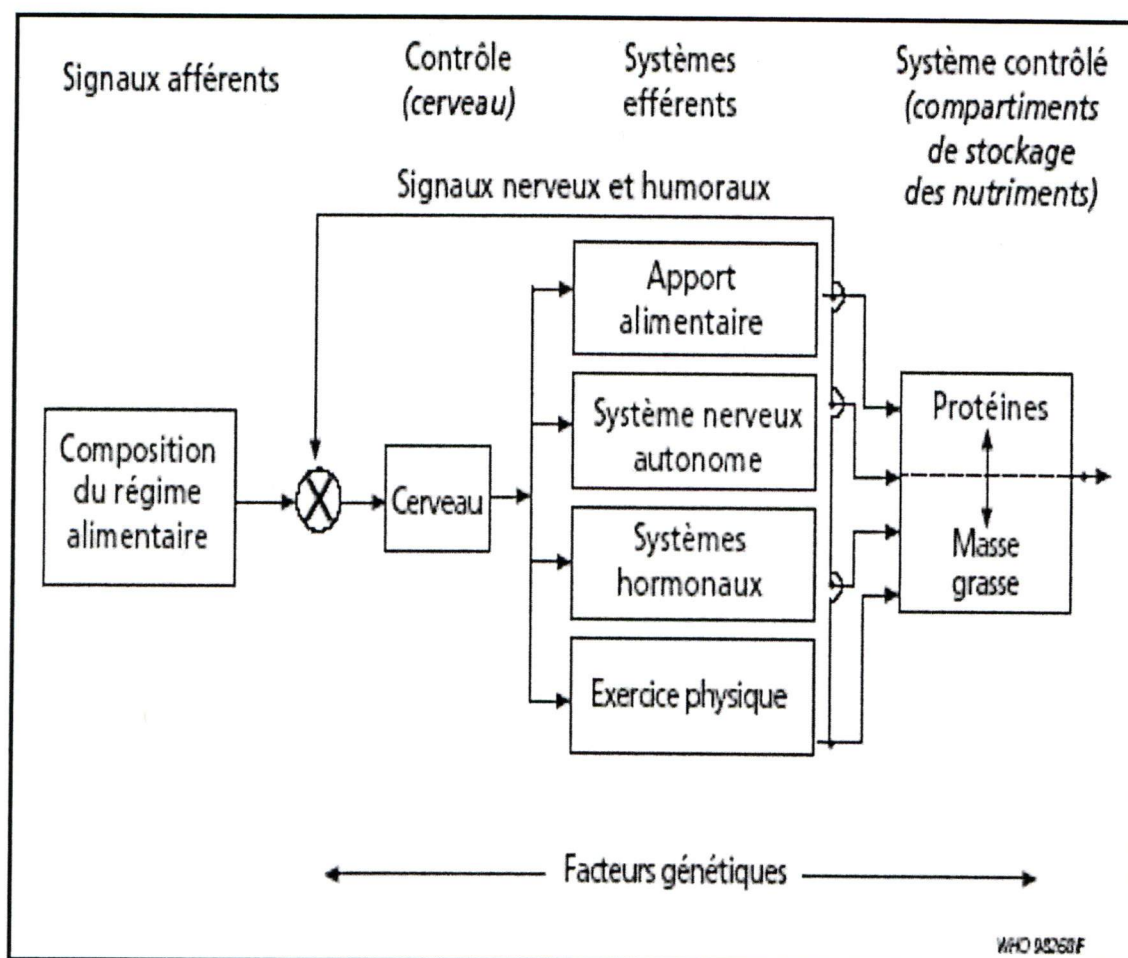 Signaux afférents
Contrôle
(cerveau)
Systèmes
efférents
Système contrôlé
(compartiments
de stockage
des nutriments)
Signaux nerveux et humoraux
Composition
du régime
alimentaire
X
Cerveau
Apport
alimentaire
Système nerveux
autonome
Systèmes
hormonaux
Exercice physique
Protéines
Masse
grasse
Facteurs génétiques
WHO 98268F